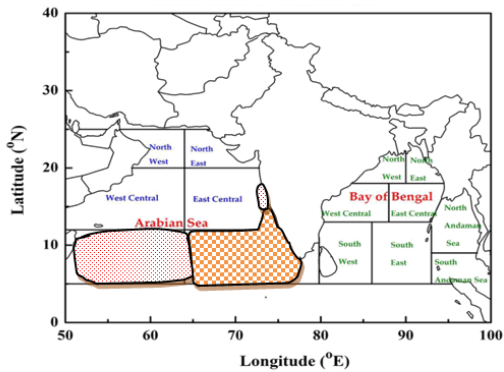 40
30
20
10
0
Latitude (°N)
North
West
North
East
West Central
East Central
Arabian Sea
North
West
North
East
Bay of Bengal
West Central
East Central
North
Andaman
Sea
South
West
South
East
South
Andaman Sea
50
60
70
80
90
100
Longitude (°E)